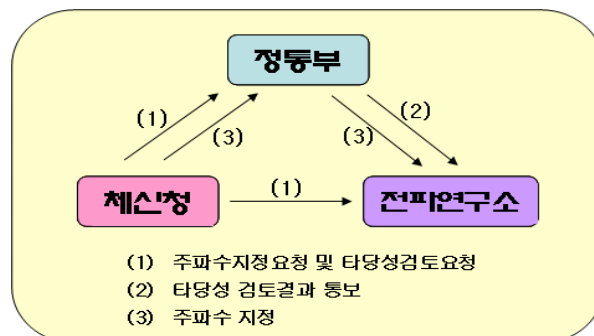 정통부
(1)
(3)
(3)
(2)
체신청
(1)
전파연구소
(1) 주파수지정요청 및 타당성검토요청
(2) 타당성 검토결과 통보
(3) 주파수 지정